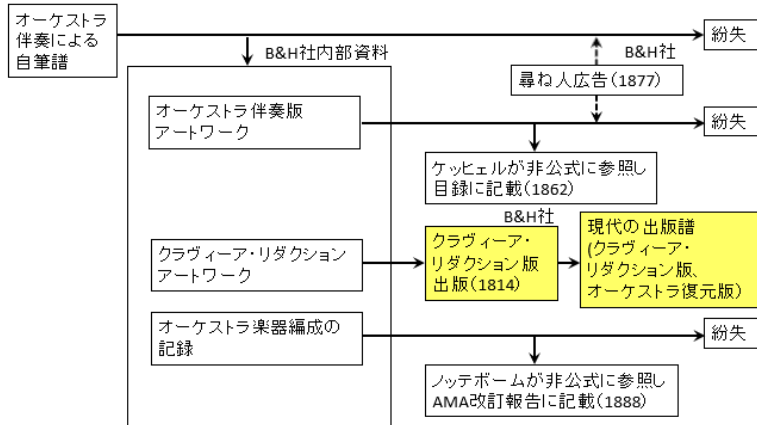 オーケストラ
伴奏による
自筆譜
紛失
B&H社内部資料
B&H社
尋ね人広告(1877)
オーケストラ伴奏版
アートワーク
紛失
ケッヒェルが非公式に参照し
目録に記載(1862)
B&H社
クラヴィーア・リダクション
アートワーク
クラヴィーア・
リダクション版
出版(1814)
現代の出版譜
(クラヴィーア・
リダクション版、
オーケストラ復元版)
オーケストラ楽器編成の
記録
紛失
ノッテボームが非公式に参照し
AMA改訂報告に記載(1888)